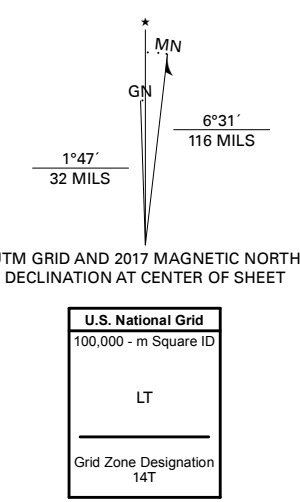 ★
MN
GN
6°31´
116 MILS
1°47´
32 MILS
UTM GRID AND 2017 MAGNETIC NORTH
DECLINATION AT CENTER OF SHEET
U.S. National Grid
100,000 - m Square ID
LT
Grid Zone Designation
14T